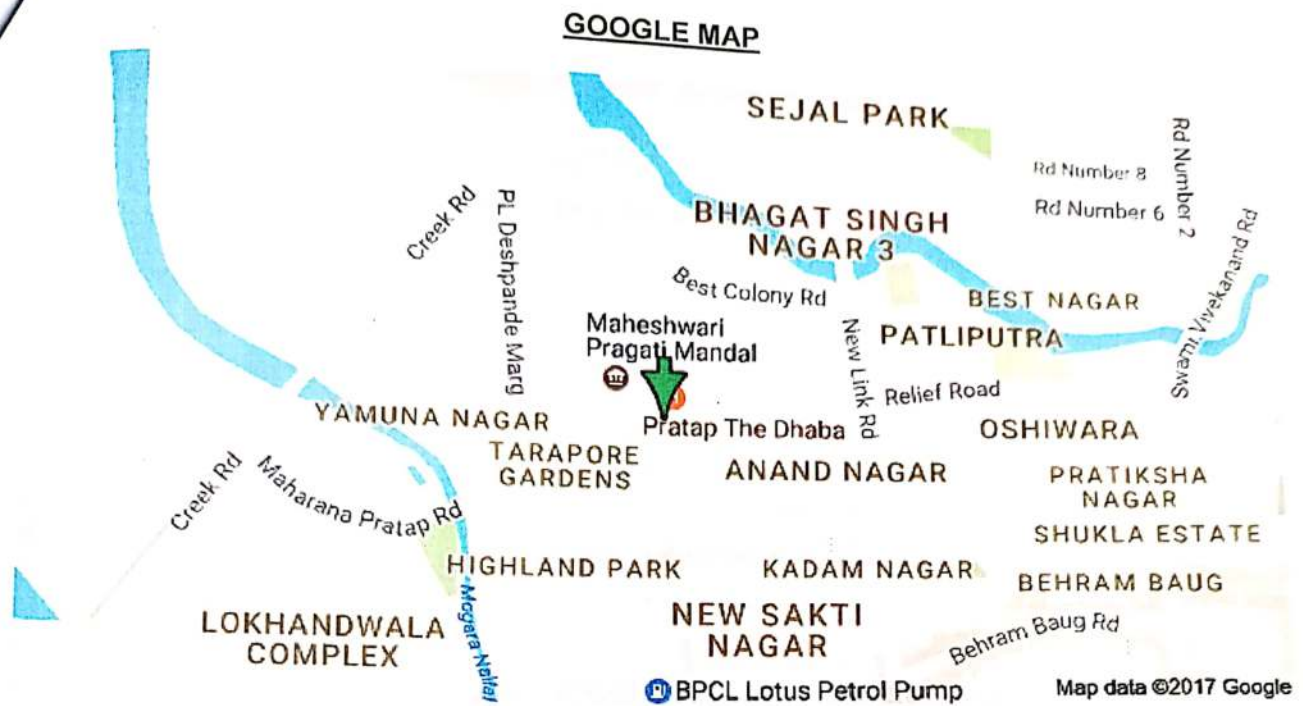 GOOGLE MAP
SEJAL PARK
Rd Number 8
Rd Number 6
Rd Number 2
Swami Vivekanand Rd
Creek Rd
PL Deshpande Marg
BHAGAT SINGH
NAGAR 3
Best Colony Rd
BEST NAGAR
Maheshwari
Pragati Mandal
New Link Rd
PATLIPUTRA
Relief Road
YAMUNA NAGAR
Pratap The Dhaba
OSHIWARA
TARAPORE
GARDENS
ANAND NAGAR
PRATIKSHA
NAGAR
Creek Rd
Maharana Pratap Rd
SHUKLA ESTATE
HIGHLAND PARK
KADAM NAGAR
BEHRAM BAUG
Mogara Nallah
LOKHANDWALA
COMPLEX
NEW SAKTI
NAGAR
Behram Baug Rd
BPCL Lotus Petrol Pump
Map data ©2017 Google